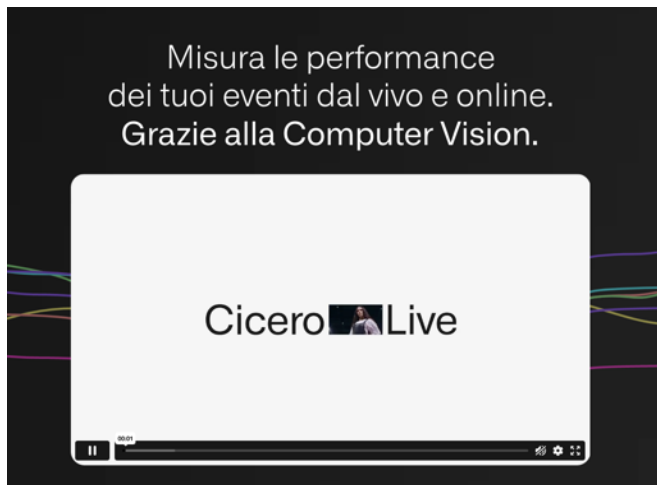 Misura le performance
dei tuoi eventi dal vivo e online.
Grazie alla Computer Vision.
Cicero Live
00:01